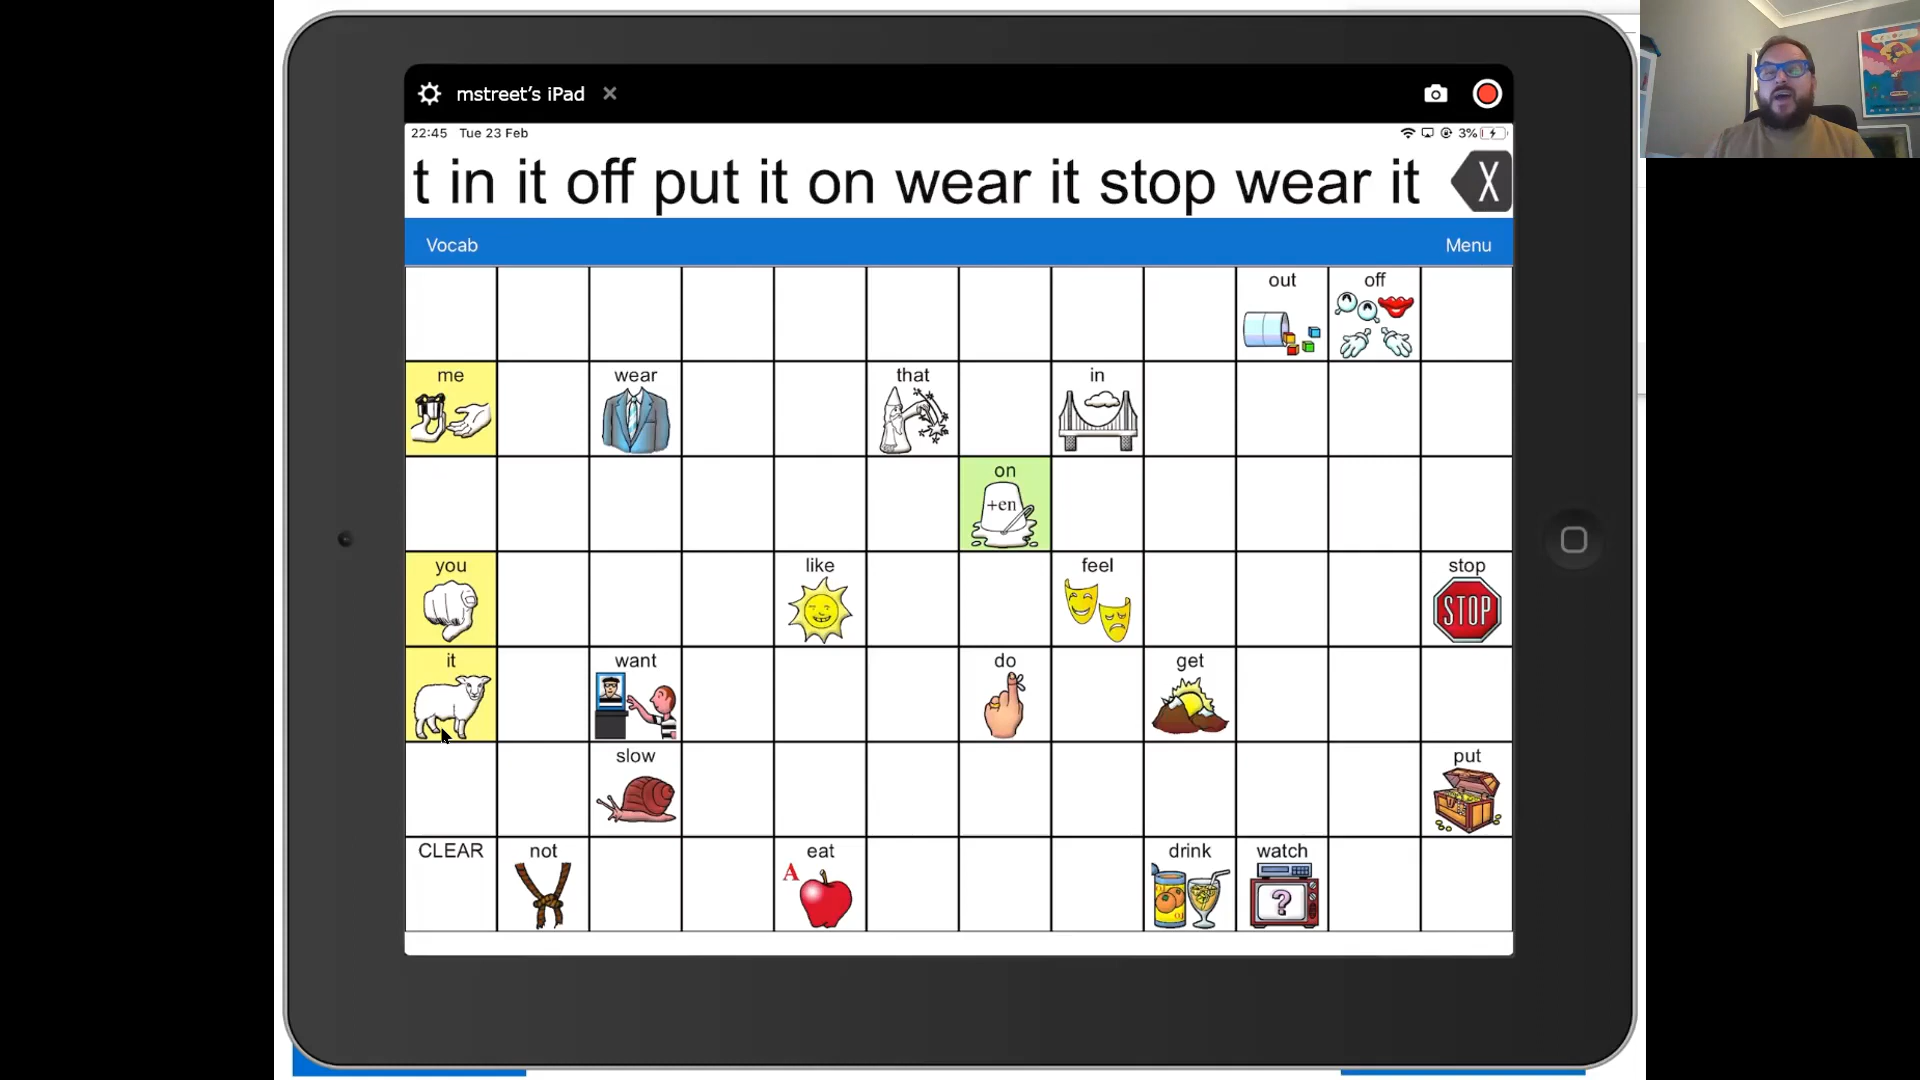 mstreet's iPad
22:45 Tue 23 Feb 3%
t in it off put it on wear it stop wear it X
Vocab Menu
out off
me wear that in
on
+en
you like feel stop
STOP
it want do get
slow put
CLEAR not eat drink watch
A
?